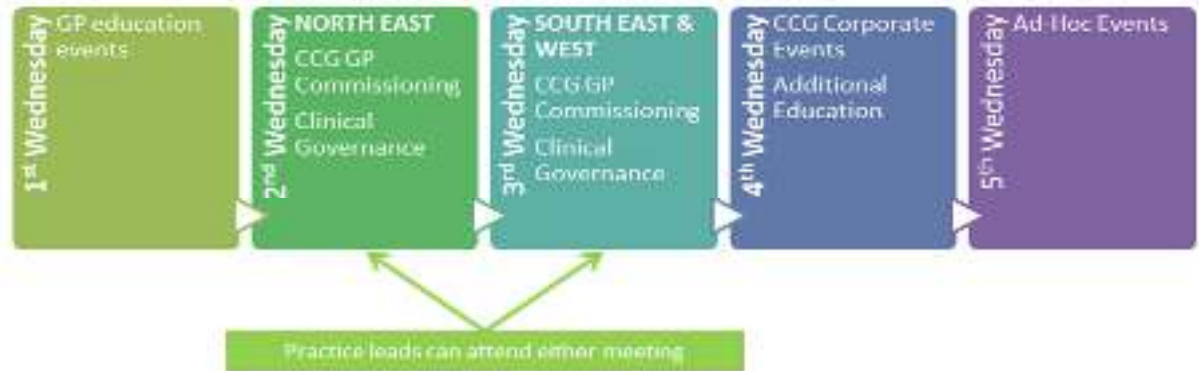 1st Wednesday
GP education
events
2nd Wednesday
NORTH EAST
CCG GP
Commissioning
Clinical
Governance
3rd Wednesday
SOUTH EAST &
WEST
CCG GP
Commissioning
Clinical
Governance
4th Wednesday
CCG Corporate
Events
Additional
Education
5th Wednesday
Ad-Hoc Events
Practice leads can attend either meeting